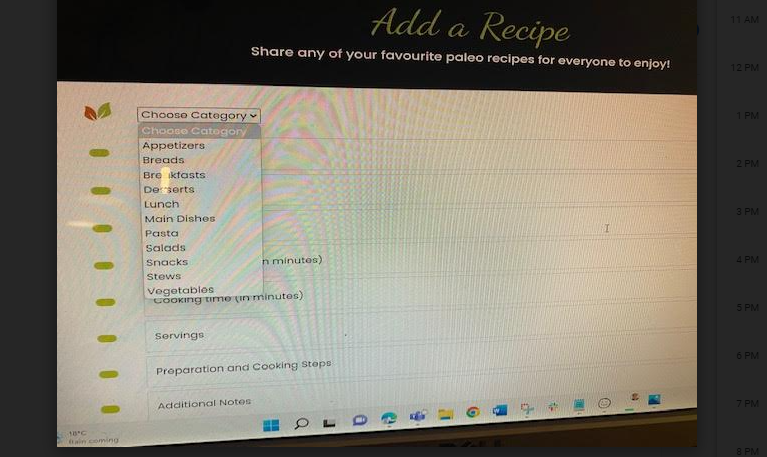 Add a Recipe
Share any of your favourite paleo recipes for everyone to enjoy!
Choose Category
Choose Category
Appetizers
Breads
Breakfasts
Desserts
Lunch
Main Dishes
Pasta
Salads
Snacks
Stews
Vegetables
n minutes)
Cooking time (in minutes)
Servings
Preparation and Cooking Steps
Additional Notes
18°C
Rain coming
11 AM
12 PM
1 PM
2 PM
3 PM
4 PM
5 PM
6 PM
7 PM
8 PM